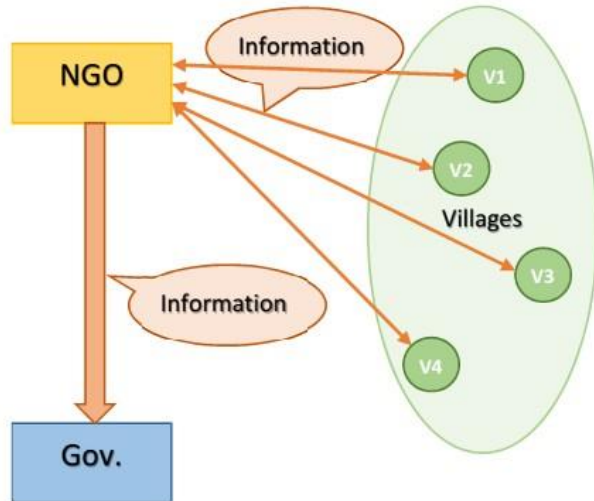 Information
NGO
V1
V2
Villages
V3
Information
V4
Gov.